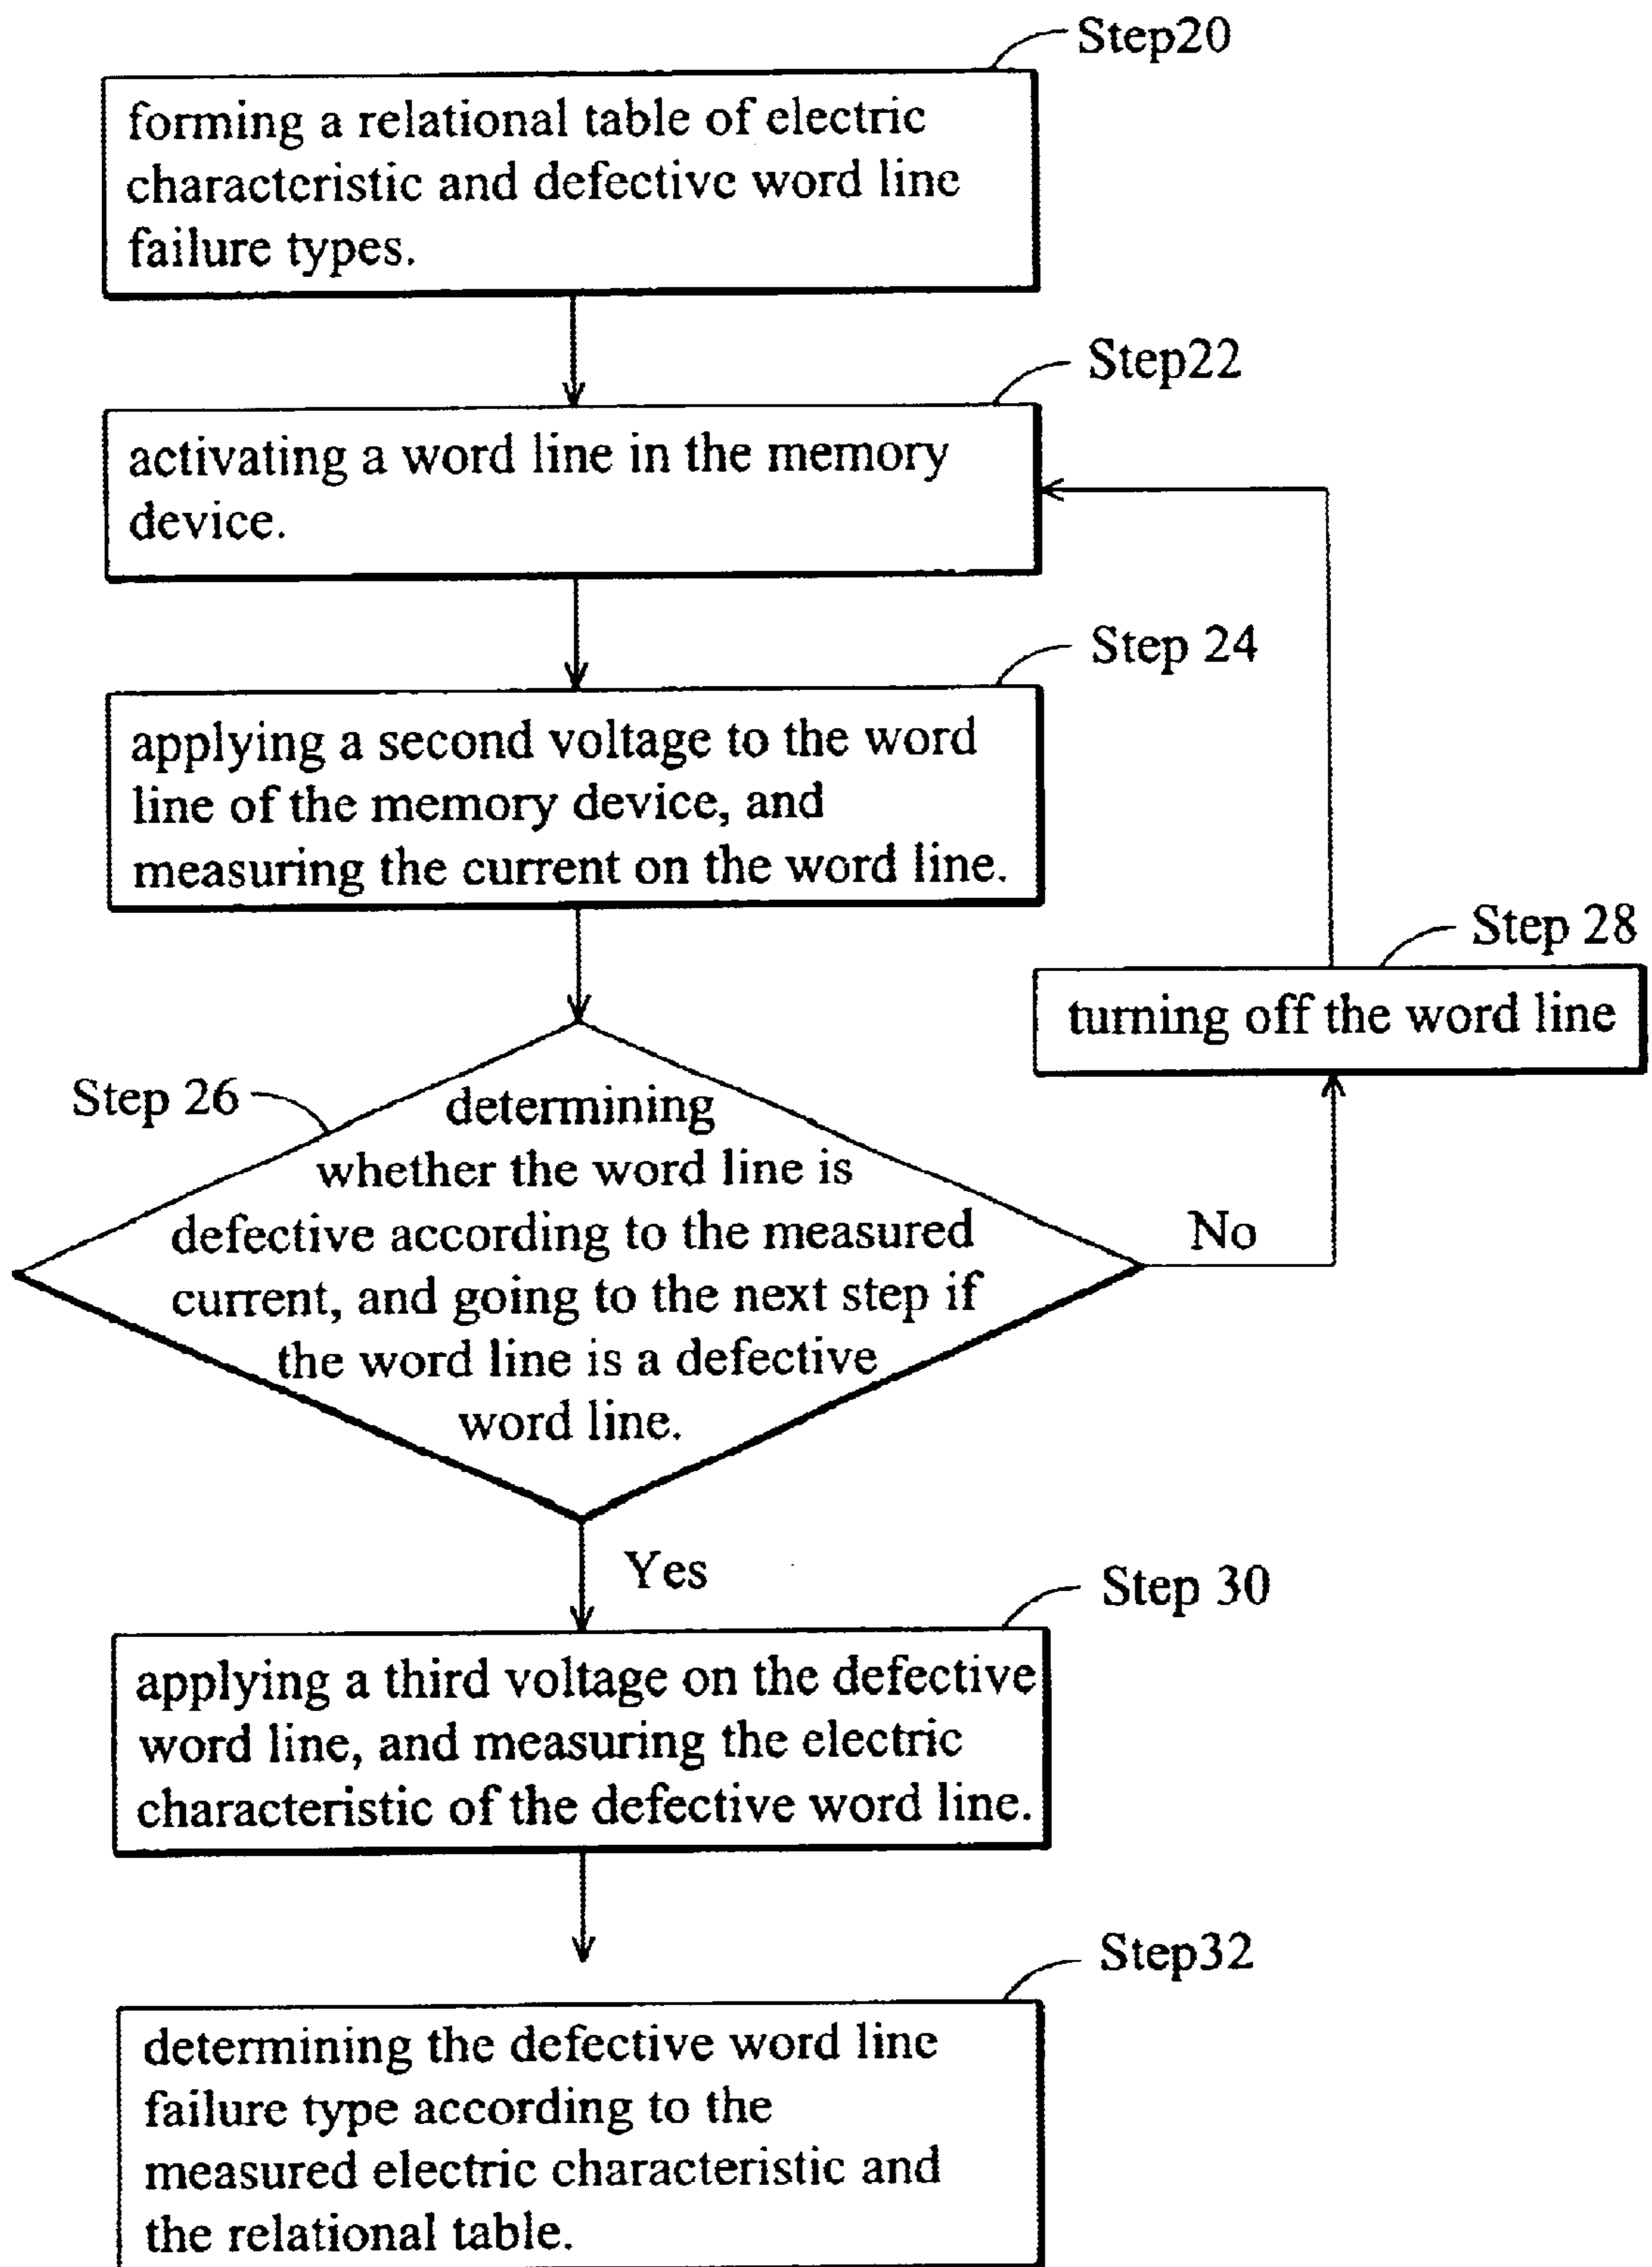 Step20
forming a relational table of electric
characteristic and defective word line
failure types.
Step22
activating a word line in the memory
device.
Step 24
applying a second voltage to the word
line of the memory device, and
measuring the current on the word line.
Step 28
turning off the word line
Step 26
determining
whether the word line is
defective according to the measured
current, and going to the next step if
the word line is a defective
word line.
No
Yes
Step 30
applying a third voltage on the defective
word line, and measuring the electric
characteristic of the defective word line.
Step32
determining the defective word line
failure type according to the
measured electric characteristic and
the relational table.